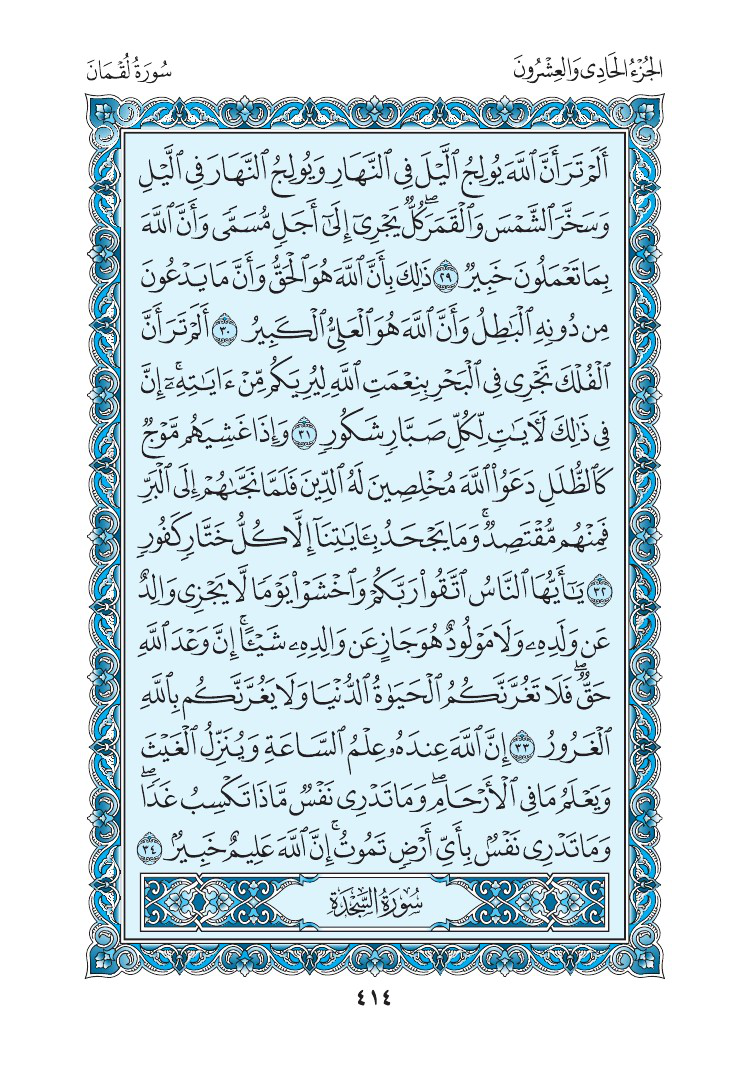 الجُزْءُ الحَادِى وَالعِشْرُونَ
سُورَةُ لُقْمَانَ
أَلَمْ تَرَ أَنَّ ٱللَّهَ يُولِجُ ٱلَّيْلَ فِى ٱلنَّهَارِ وَيُولِجُ ٱلنَّهَارَ فِى ٱلَّيْلِ
وَسَخَّرَ ٱلشَّمْسَ وَٱلْقَمَرَۖ كُلٌّ يَجْرِىٓ إِلَىٰٓ أَجَلٍ مُّسَمًّى وَأَنَّ ٱللَّهَ
بِمَا تَعْمَلُونَ خَبِيرٌ ٢٩ ذَٰلِكَ بِأَنَّ ٱللَّهَ هُوَ ٱلْحَقُّ وَأَنَّ مَا يَدْعُونَ
مِن دُونِهِ ٱلْبَٰطِلُ وَأَنَّ ٱللَّهَ هُوَ ٱلْعَلِىُّ ٱلْكَبِيرُ ٣٠ أَلَمْ تَرَ أَنَّ
ٱلْفُلْكَ تَجْرِى فِى ٱلْبَحْرِ بِنِعْمَتِ ٱللَّهِ لِيُرِيَكُم مِّنْ ءَايَٰتِهِۦٓۚ إِنَّ
فِى ذَٰلِكَ لَءَايَٰتٍ لِّكُلِّ صَبَّارٍ شَكُورٍ ٣١ وَإِذَا غَشِيَهُم مَّوْجٌ
كَٱلظُّلَلِ دَعَوُا۟ ٱللَّهَ مُخْلِصِينَ لَهُ ٱلدِّينَ فَلَمَّا نَجَّىٰهُمْ إِلَى ٱلْبَرِّ
فَمِنْهُم مُّقْتَصِدٌۚ وَمَا يَجْحَدُ بِـَٔايَٰتِنَآ إِلَّا كُلُّ خَتَّارٍ كَفُورٍ
٣٢ يَٰٓأَيُّهَا ٱلنَّاسُ ٱتَّقُوا۟ رَبَّكُمْ وَٱخْشَوْا۟ يَوْمًا لَّا يَجْزِى وَالِدٌ
عَن وَلَدِهِۦ وَلَا مَوْلُودٌ هُوَ جَازٍ عَن وَالِدِهِۦ شَيْـًٔاۚ إِنَّ وَعْدَ ٱللَّهِ
حَقٌّۖ فَلَا تَغُرَّنَّكُمُ ٱلْحَيَوٰةُ ٱلدُّنْيَا وَلَا يَغُرَّنَّكُم بِٱللَّهِ
ٱلْغَرُورُ ٣٣ إِنَّ ٱللَّهَ عِندَهُۥ عِلْمُ ٱلسَّاعَةِ وَيُنَزِّلُ ٱلْغَيْثَ
وَيَعْلَمُ مَا فِى ٱلْأَرْحَامِۖ وَمَا تَدْرِى نَفْسٌ مَّاذَا تَكْسِبُ غَدًاۖ
وَمَا تَدْرِى نَفْسٌۢ بِأَىِّ أَرْضٍ تَمُوتُۚ إِنَّ ٱللَّهَ عَلِيمٌ خَبِيرٌۢ ٣٤
سُورَةُ السَّجْدَةِ
٤١٤